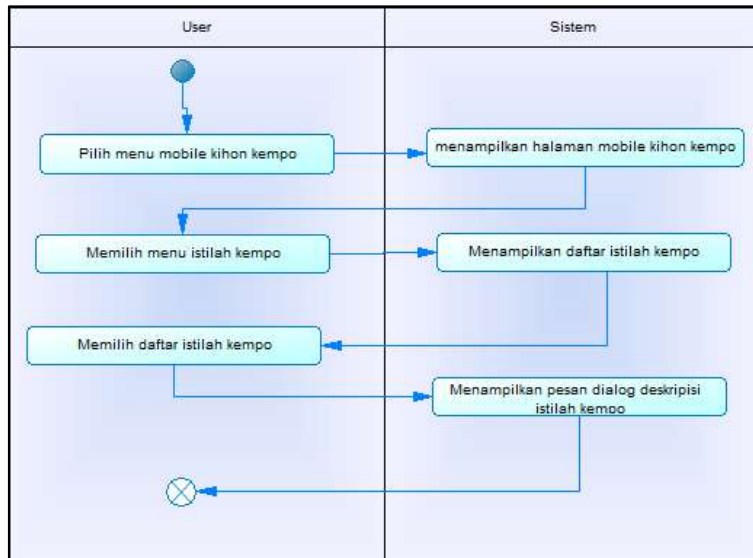 User
Sistem
Pilih menu mobile kihon kempo
menampilkan halaman mobile kihon kempo
Memilih menu istilah kempo
Menampilkan daftar istilah kempo
Memilih daftar istilah kempo
Menampilkan pesan dialog deskripisi
istilah kempo